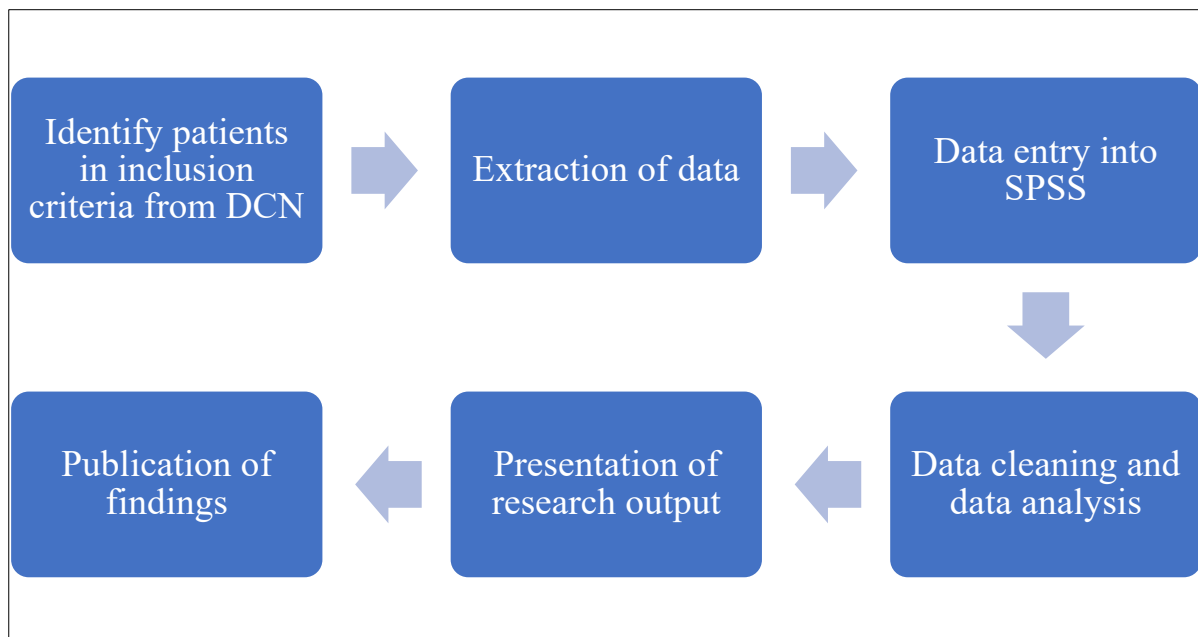 Identify patients
in inclusion
criteria from DCN
Extraction of data
Data entry into
SPSS
Data cleaning and
data analysis
Presentation of
research output
Publication of
findings